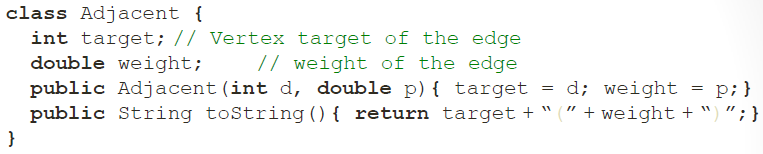 class Adjacent {
int target; // Vertex target of the edge
double weight; // weight of the edge
public Adjacent(int d, double p){ target = d; weight = p;}
public String toString(){ return target + “(” + weight + “)”;}
}